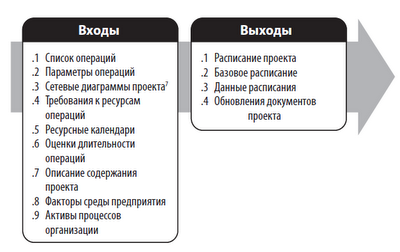 Входы
.1 Список операций
.2 Параметры операций
.3 Сетевые диаграммы проекта⁷
.4 Требования к ресурсам
операций
.5 Ресурсные календари
.6 Оценки длительности
операций
.7 Описание содержания
проекта
.8 Факторы среды предприятия
.9 Активы процессов
организации
Выходы
.1 Расписание проекта
.2 Базовое расписание
.3 Данные расписания
.4 Обновления документов
проекта